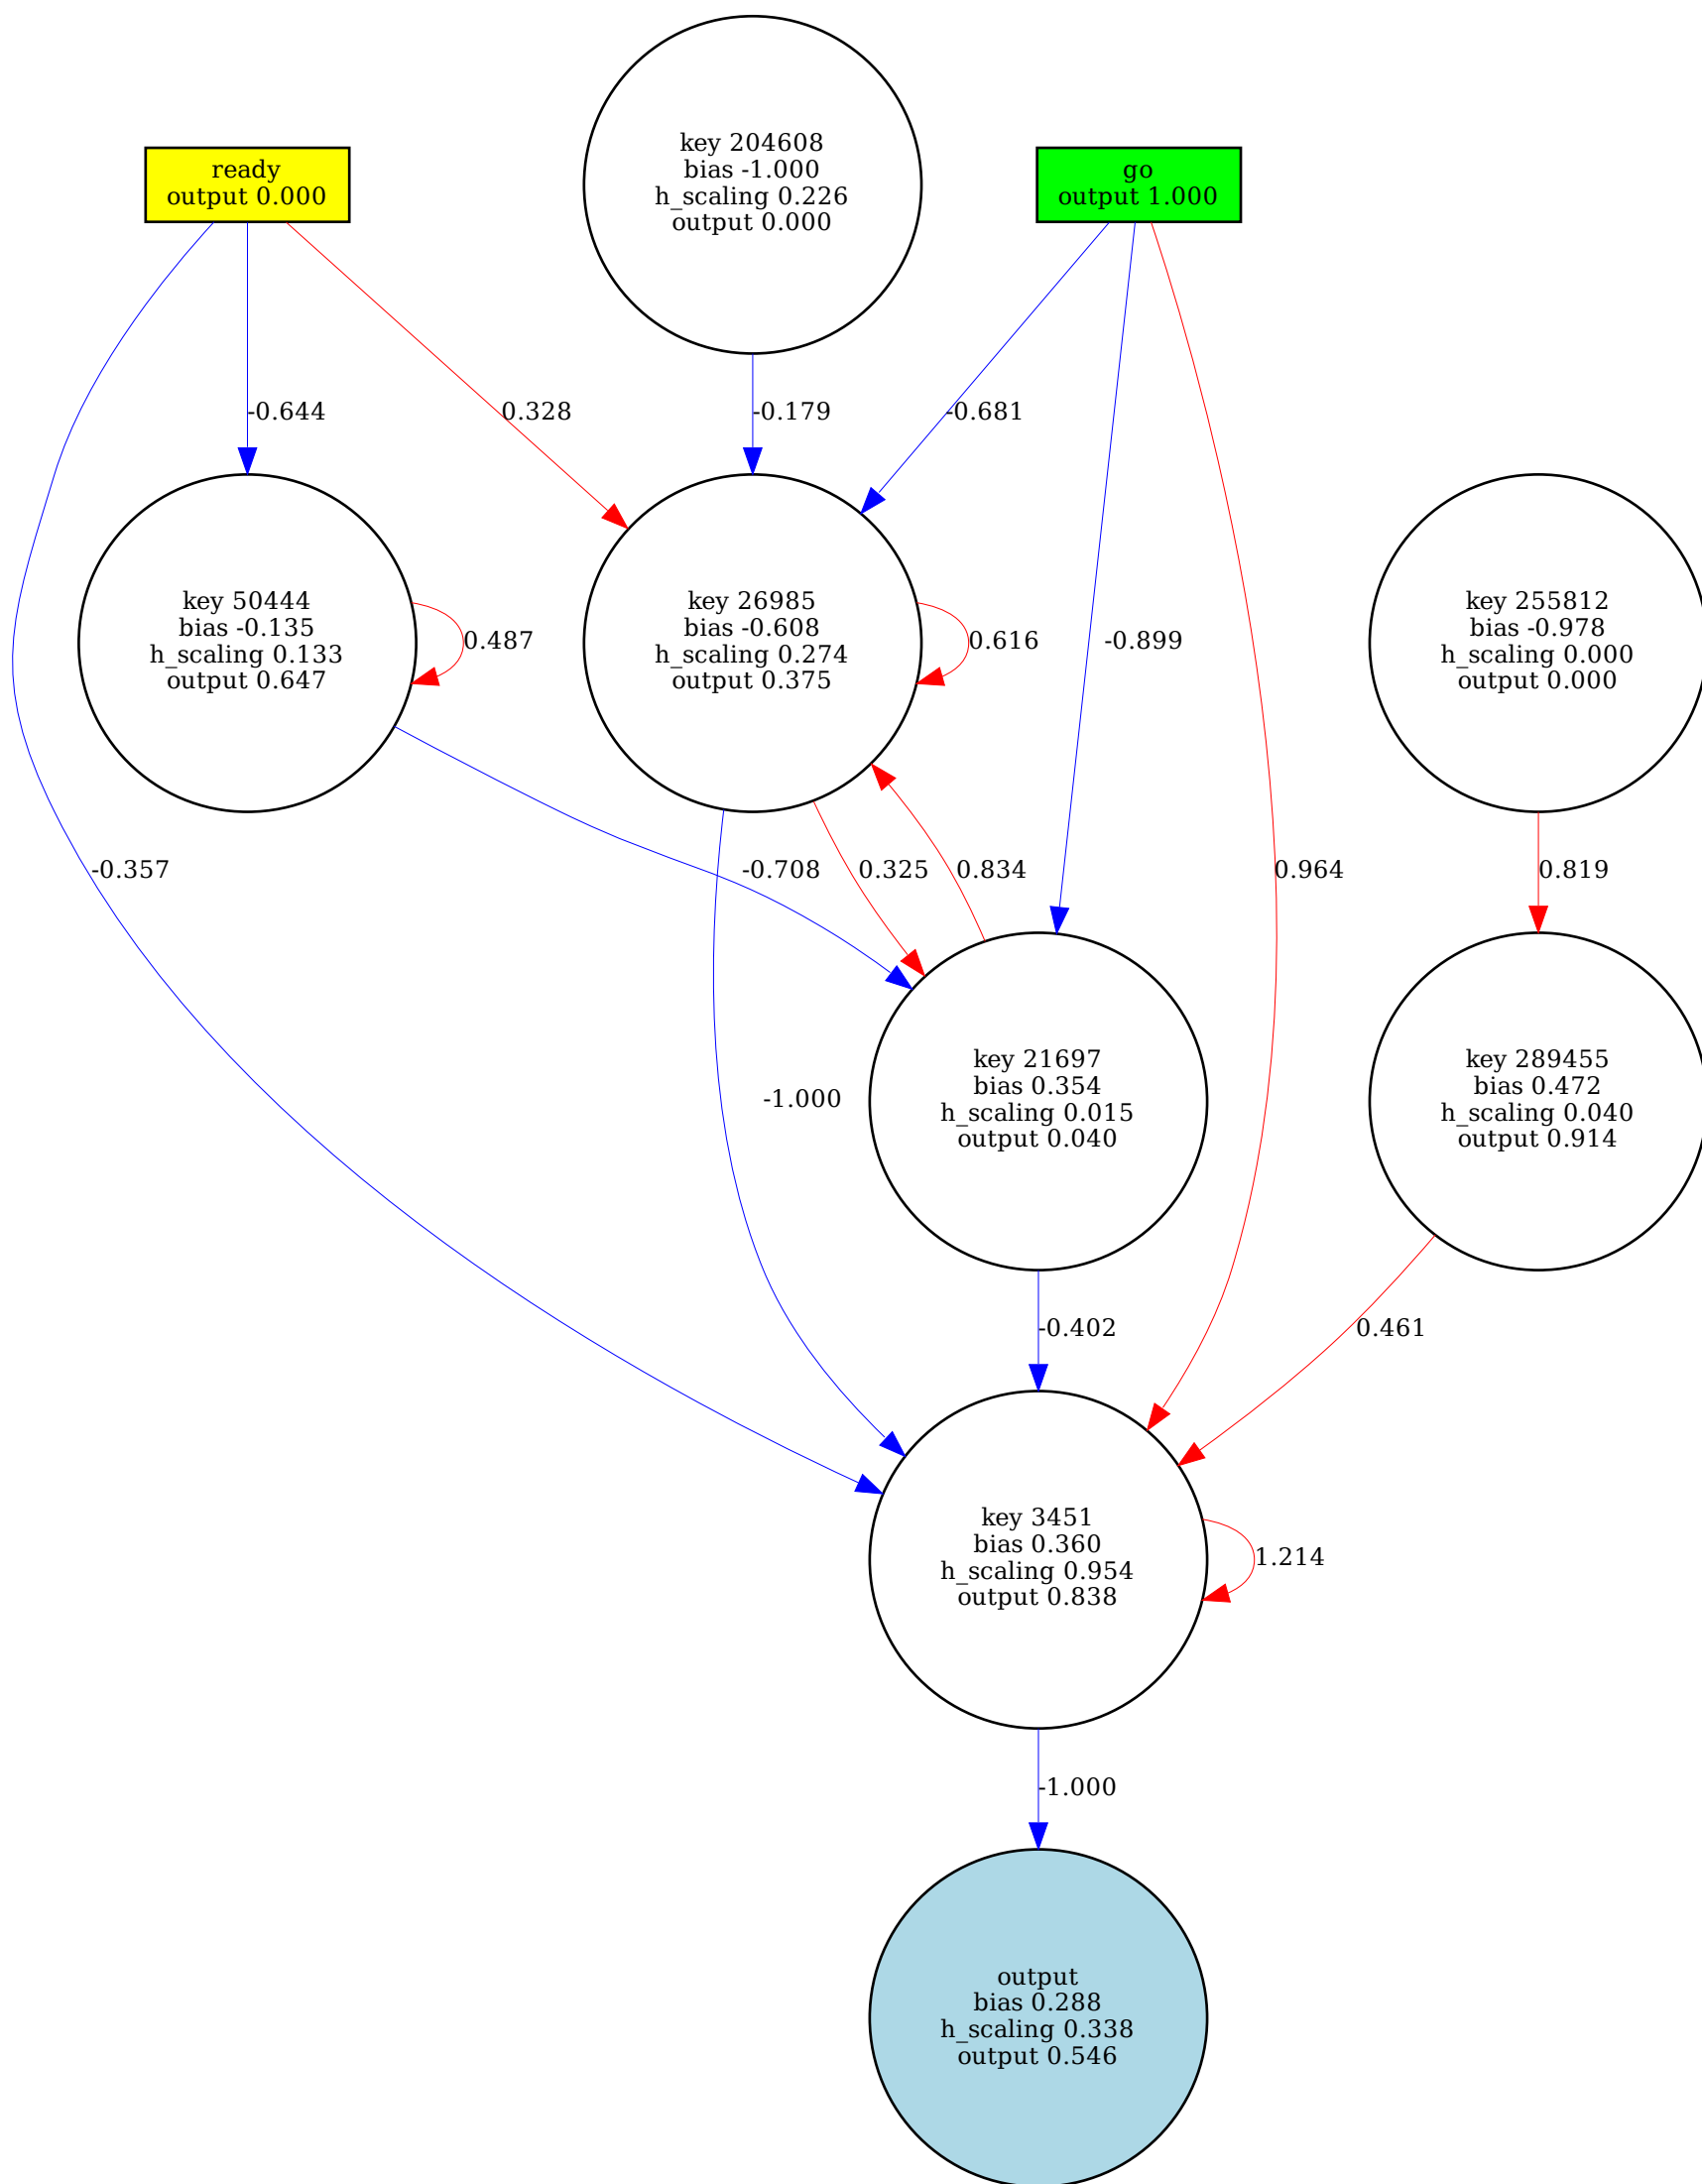 key 204608
bias -1.000
h_scaling 0.226
output 0.000
ready
output 0.000
go
output 1.000
-0.644
0.328
-0.179
-0.681
key 50444
bias -0.135
h_scaling 0.133
output 0.647
0.487
key 26985
bias -0.608
h_scaling 0.274
output 0.375
0.616
-0.899
key 255812
bias -0.978
h_scaling 0.000
output 0.000
-0.357
-0.708
0.325
0.834
0.964
0.819
-1.000
key 21697
bias 0.354
h_scaling 0.015
output 0.040
key 289455
bias 0.472
h_scaling 0.040
output 0.914
-0.402
0.461
key 3451
bias 0.360
h_scaling 0.954
output 0.838
1.214
-1.000
output
bias 0.288
h_scaling 0.338
output 0.546